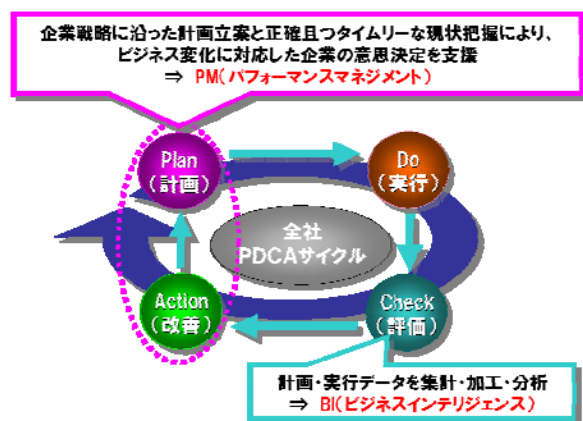 企業戦略に沿った計画立案と正確且つタイムリーな現状把握により、
ビジネス変化に対応した企業の意思決定を支援
⇒ PM(パフォーマンスマネジメント)
Plan
(計画)
Do
(実行)
全社
PDCAサイクル
Action
(改善)
Check
(評価)
計画・実行データを集計・加工・分析
⇒ BI(ビジネスインテリジェンス)